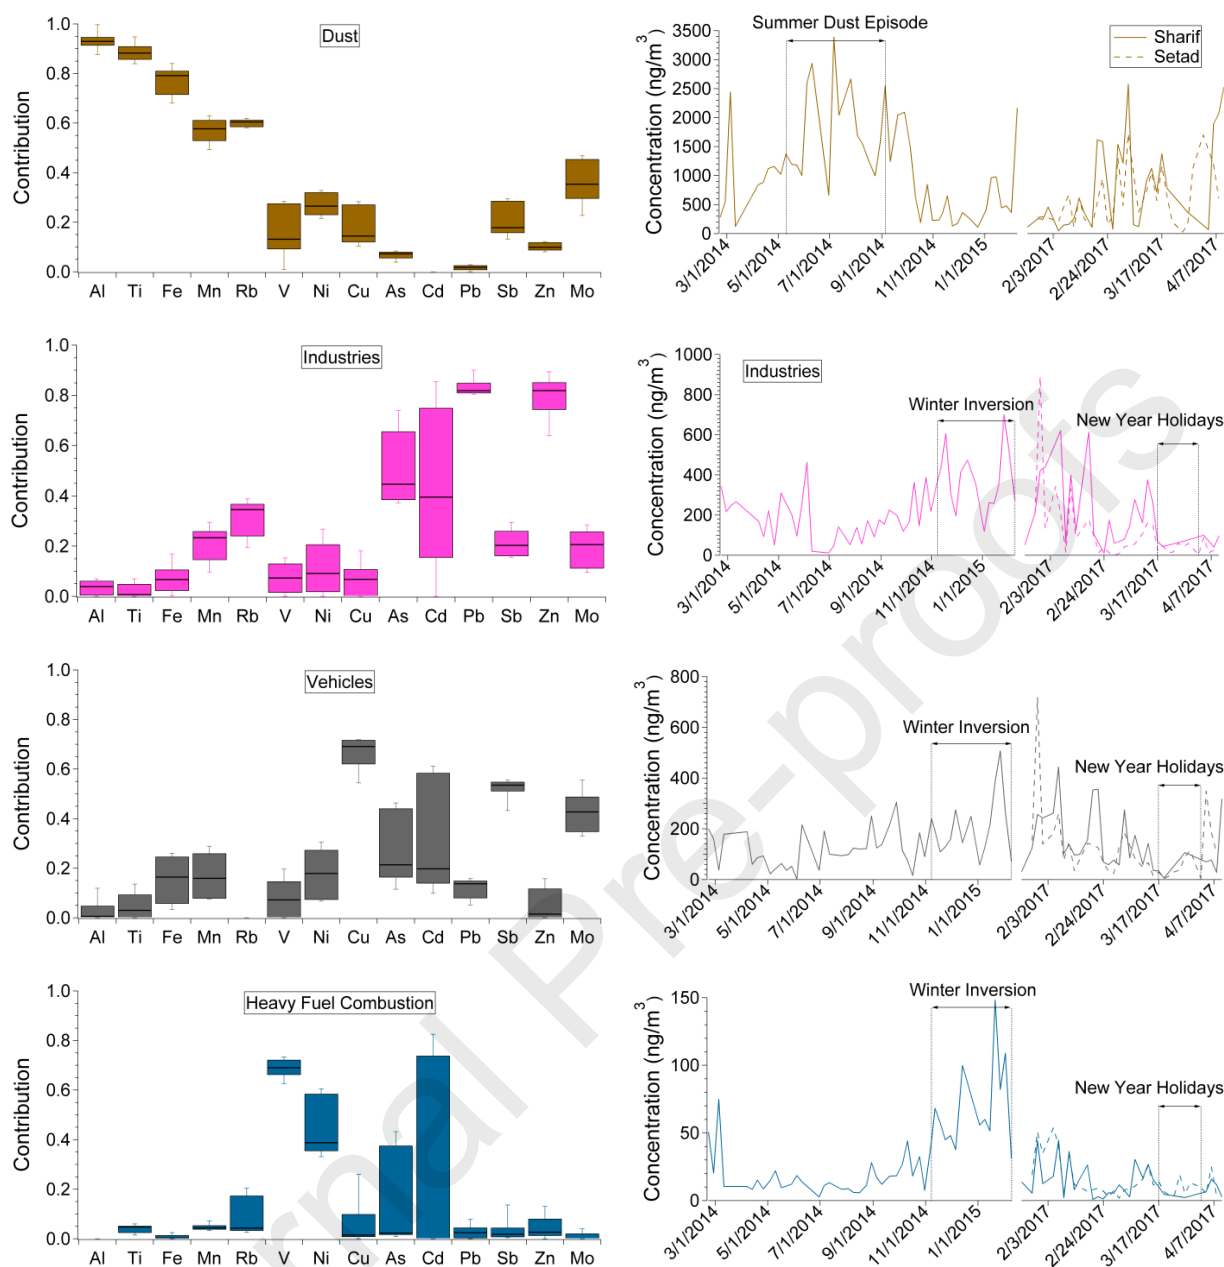 Dust
Contribution
1.0
0.8
0.6
0.4
0.2
0.0
Al Ti Fe Mn Rb V Ni Cu As Cd Pb Sb Zn Mo
Summer Dust Episode
Sharif
Setad
Concentration (ng/m3)
3500
3000
2500
2000
1500
1000
500
0
3/1/2014 5/1/2014 7/1/2014 9/1/2014 11/1/2014 1/1/2015 2/3/2017 2/24/2017 3/17/2017 4/7/2017
Industries
Contribution
1.0
0.8
0.6
0.4
0.2
0.0
Al Ti Fe Mn Rb V Ni Cu As Cd Pb Sb Zn Mo
Industries
Winter Inversion
New Year Holidays
Concentration (ng/m3)
1000
800
600
400
200
0
3/1/2014 5/1/2014 7/1/2014 9/1/2014 11/1/2014 1/1/2015 2/3/2017 2/24/2017 3/17/2017 4/7/2017
Vehicles
Contribution
1.0
0.8
0.6
0.4
0.2
0.0
Al Ti Fe Mn Rb V Ni Cu As Cd Pb Sb Zn Mo
Winter Inversion
New Year Holidays
Concentration (ng/m3)
800
600
400
200
0
3/1/2014 5/1/2014 7/1/2014 9/1/2014 11/1/2014 1/1/2015 2/3/2017 2/24/2017 3/17/2017 4/7/2017
Heavy Fuel Combustion
Contribution
1.0
0.8
0.6
0.4
0.2
0.0
Al Ti Fe Mn Rb V Ni Cu As Cd Pb Sb Zn Mo
Winter Inversion
New Year Holidays
Concentration (ng/m3)
150
100
50
0
3/1/2014 5/1/2014 7/1/2014 9/1/2014 11/1/2014 1/1/2015 2/3/2017 2/24/2017 3/17/2017 4/7/2017
rnal Pre-proofs